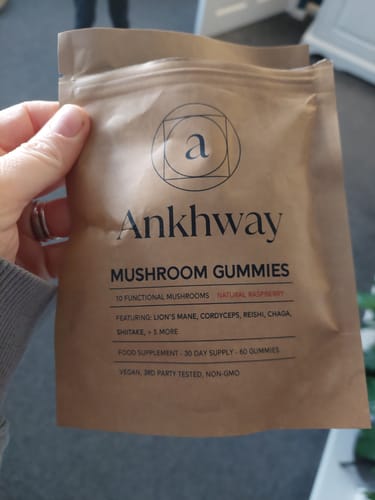 a
Ankhway
MUSHROOM GUMMIES
10 FUNCTIONAL MUSHROOMS NATURAL RASPBERRY
FEATURING: LION'S MANE, CORDYCEPS, REISHI, CHAGA,
SHIITAKE, + 5 MORE
FOOD SUPPLEMENT - 30 DAY SUPPLY - 60 GUMMIES
VEGAN, 3RD PARTY TESTED, NON-GMO